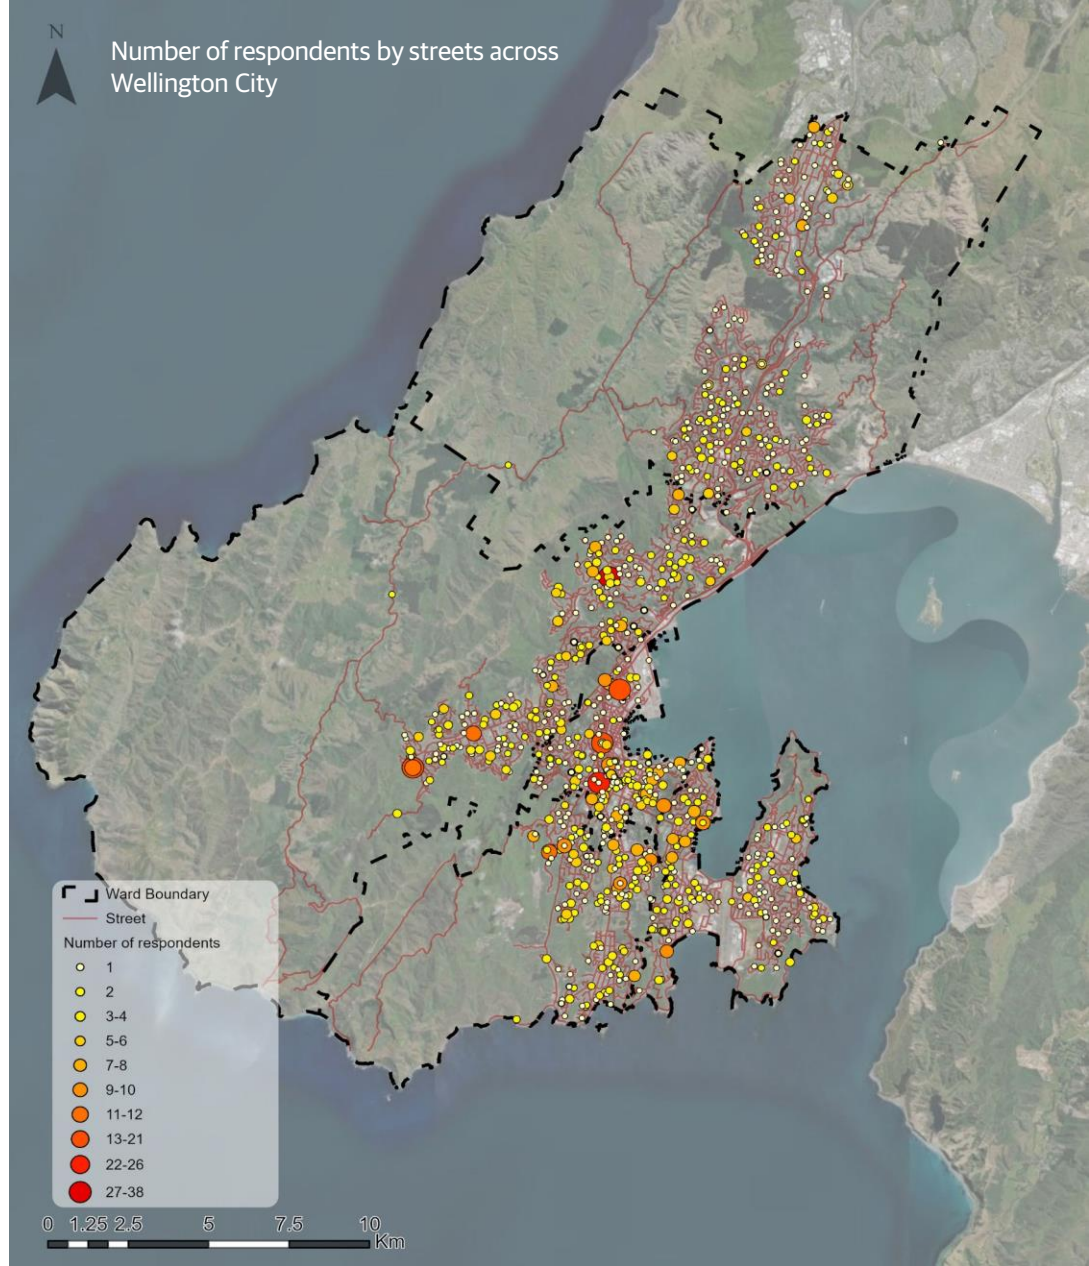 N
Number of respondents by streets across
Wellington City
Ward Boundary
Street
Number of respondents
1
2
3-4
5-6
7-8
9-10
11-12
13-21
22-26
27-38
0 1.25 2.5 5 7.5 10
Km